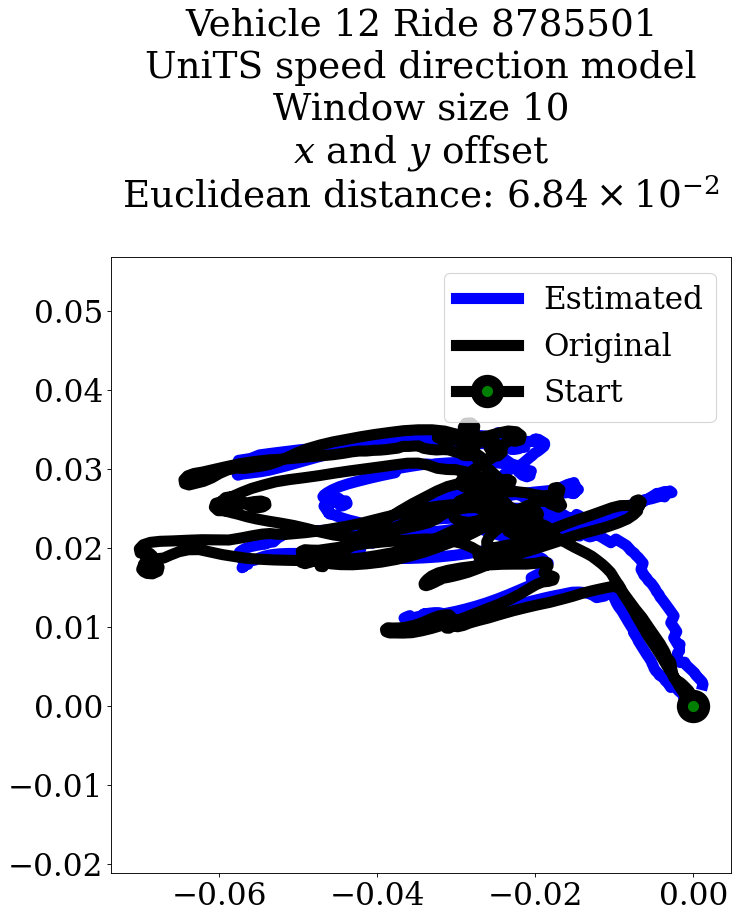 Vehicle 12 Ride 8785501
UniTS speed direction model
Window size 10
x and y offset
Euclidean distance: 6.84 × 10⁻²
Estimated
Original
Start
0.05
0.04
0.03
0.02
0.01
0.00
−0.01
−0.02
−0.06 −0.04 −0.02 0.00